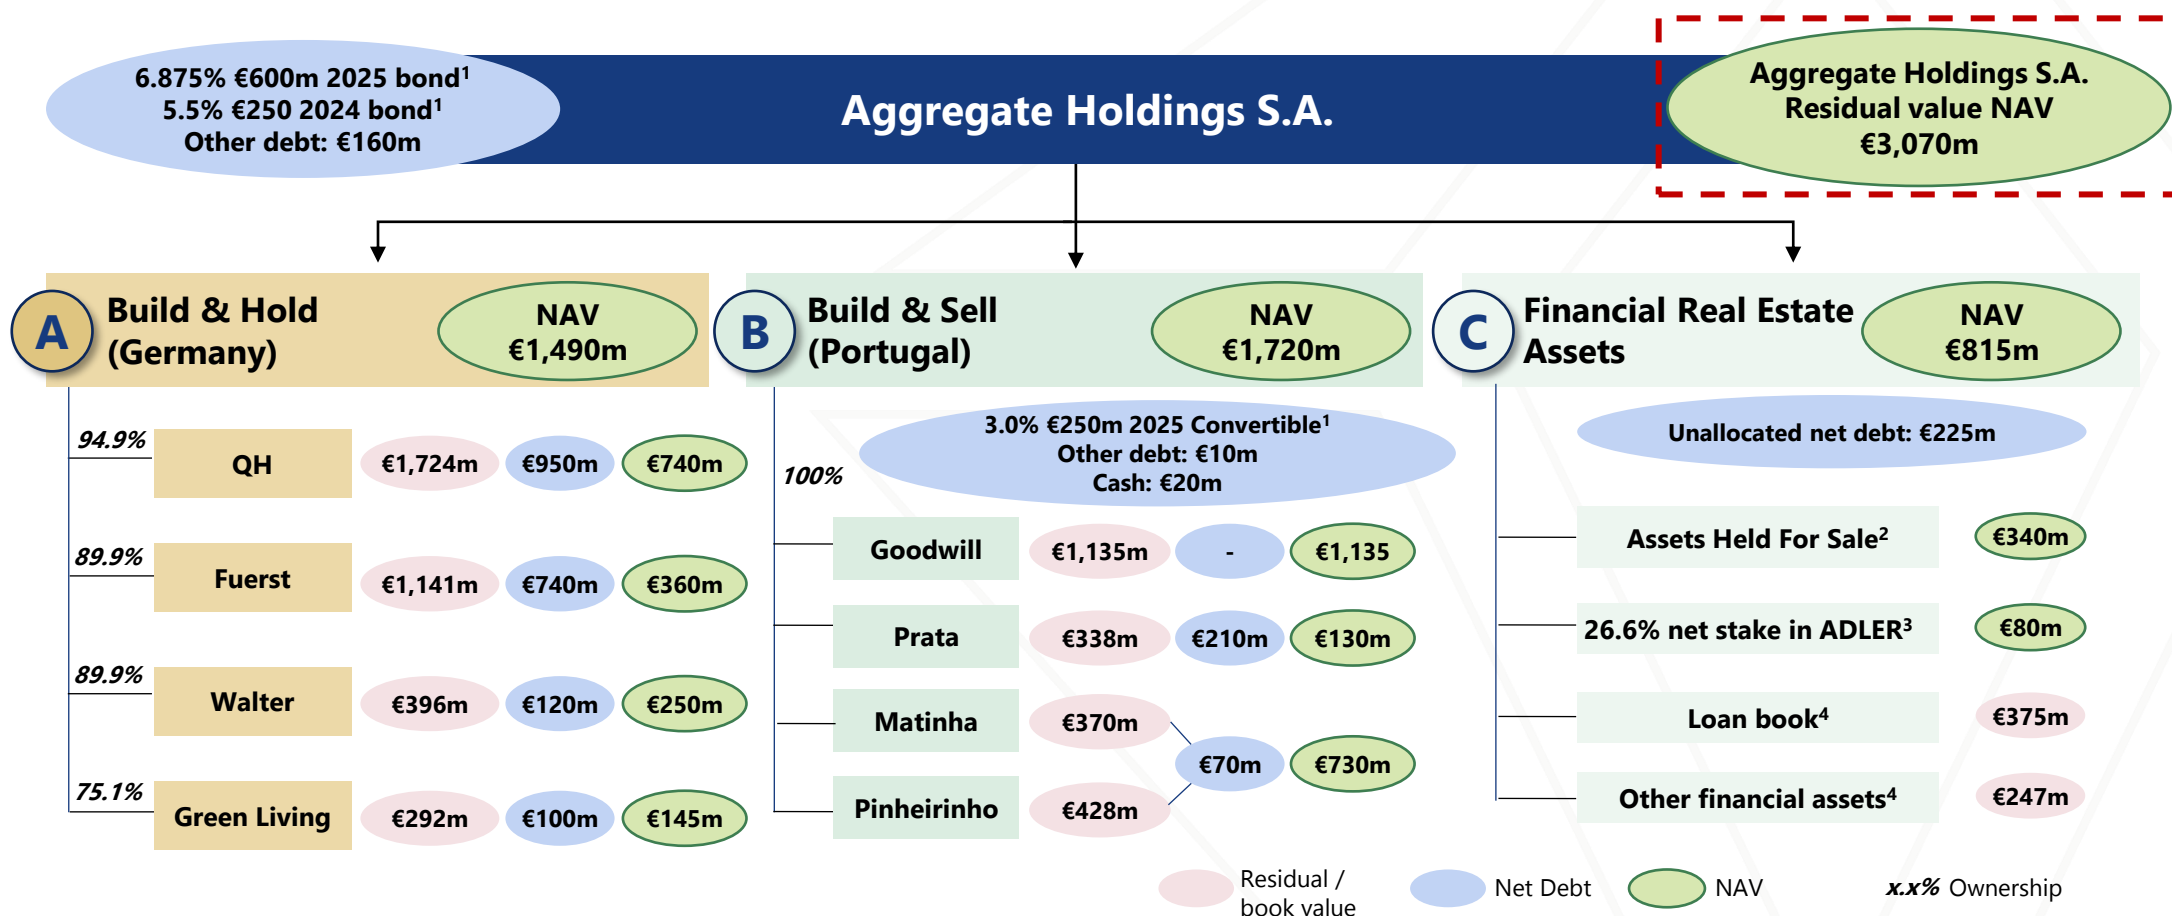 6.875% €600m 2025 bond¹
5.5% €250 2024 bond¹
Other debt: €160m
Aggregate Holdings S.A.
Aggregate Holdings S.A.
Residual value NAV
€3,070m
A
Build & Hold
(Germany)
NAV
€1,490m
94.9%
QH
€1,724m
€950m
€740m
89.9%
Fuerst
€1,141m
€740m
€360m
89.9%
Walter
€396m
€120m
€250m
75.1%
Green Living
€292m
€100m
€145m
B
Build & Sell
(Portugal)
NAV
€1,720m
3.0% €250m 2025 Convertible¹
Other debt: €10m
Cash: €20m
100%
Goodwill
€1,135m
-
€1,135
Prata
€338m
€210m
€130m
Matinha
€370m
€70m
€730m
Pinheirinho
€428m
C
Financial Real Estate
Assets
NAV
€815m
Unallocated net debt: €225m
Assets Held For Sale²
€340m
26.6% net stake in ADLER³
€80m
Loan book⁴
€375m
Other financial assets⁴
€247m
Residual /
book value
Net Debt
NAV
x.x% Ownership